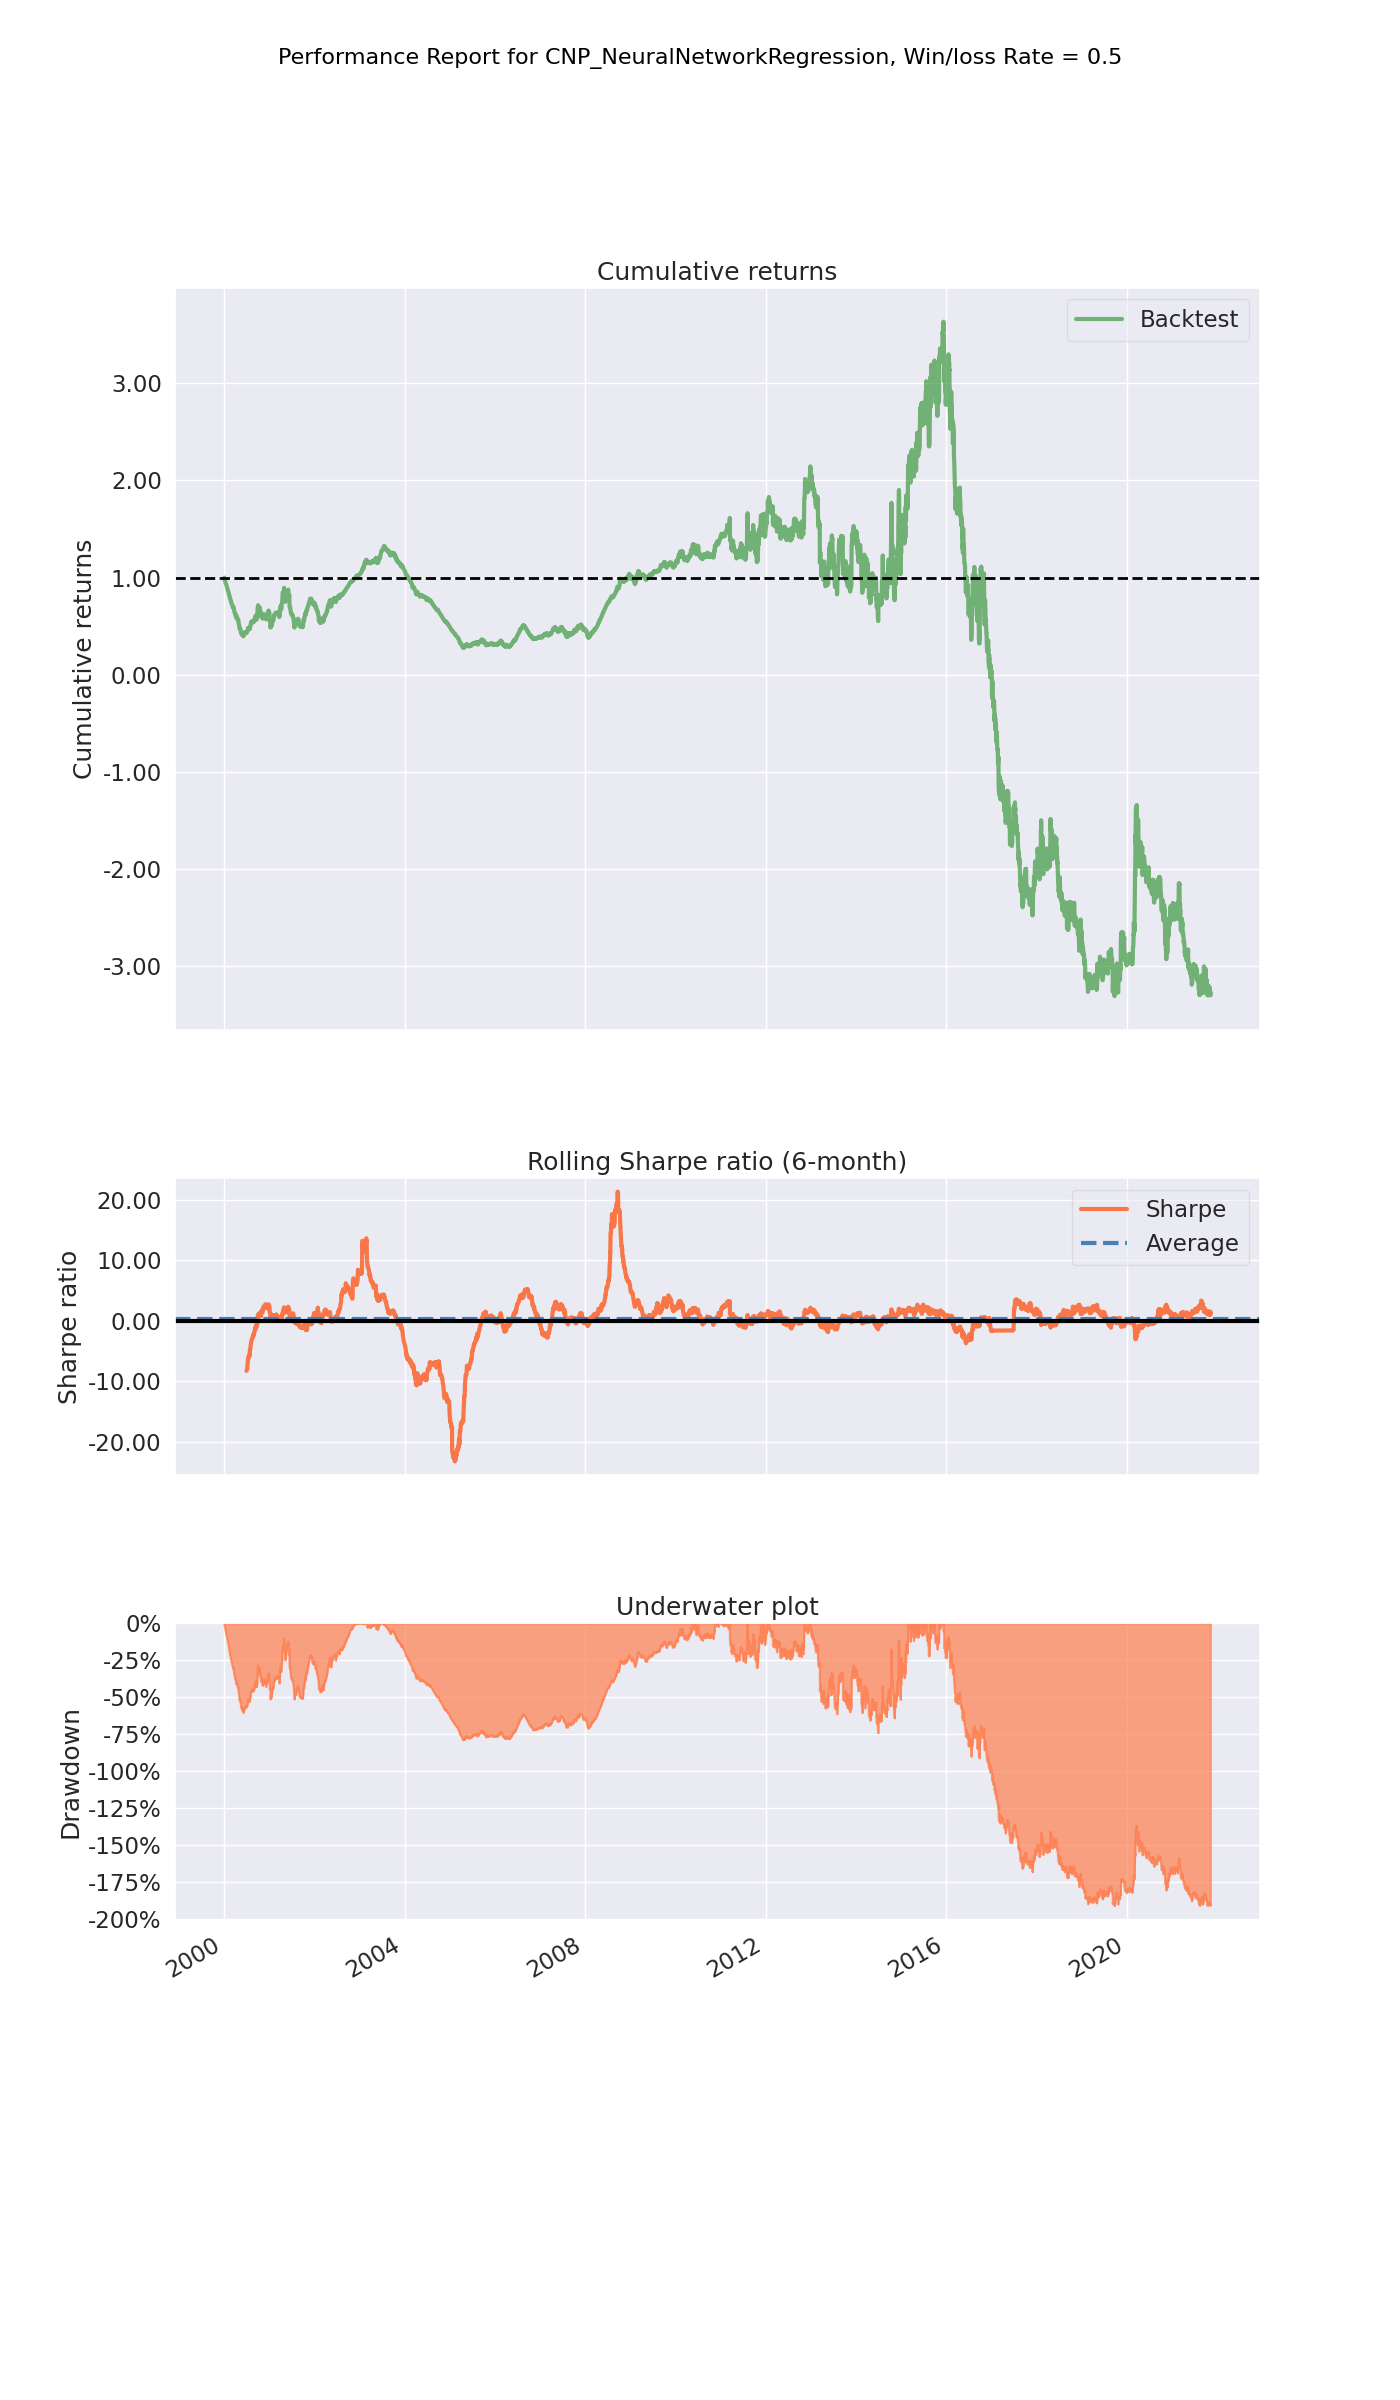 Performance Report for CNP_NeuralNetworkRegression, Win/loss Rate = 0.5
Cumulative returns
Backtest
3.00
2.00
1.00
0.00
-1.00
-2.00
-3.00
Cumulative returns
Rolling Sharpe ratio (6-month)
Sharpe
Average
20.00
10.00
0.00
-10.00
-20.00
Sharpe ratio
Underwater plot
0%
-25%
-50%
-75%
-100%
-125%
-150%
-175%
-200%
Drawdown
2000
2004
2008
2012
2016
2020